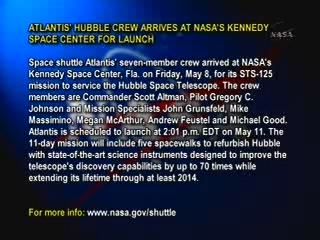 ATLANTIS' HUBBLE CREW ARRIVES AT NASA'S KENNEDY
SPACE CENTER FOR LAUNCH
NASA
Space shuttle Atlantis' seven-member crew arrived at NASA's
Kennedy Space Center, Fla. on Friday, May 8, for its STS-125
mission to service the Hubble Space Telescope. The crew
members are Commander Scott Altman, Pilot Gregory C.
Johnson and Mission Specialists John Grunsfeld, Mike
Massimino, Megan McArthur, Andrew Feustel and Michael Good.
Atlantis is scheduled to launch at 2:01 p.m. EDT on May 11. The
11-day mission will include five spacewalks to refurbish Hubble
with state-of-the-art science instruments designed to improve the
telescope's discovery capabilities by up to 70 times while
extending its lifetime through at least 2014.
For more info: www.nasa.gov/shuttle